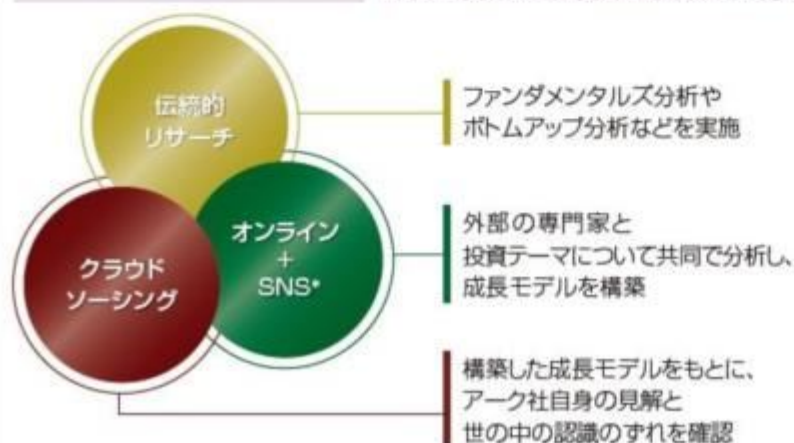 伝統的
リサーチ
ファンダメンタルズ分析や
ボトムアップ分析などを実施
オンライン
+
SNS*
外部の専門家と
投資テーマについて共同で分析し、
成長モデルを構築
クラウド
ソーシング
構築した成長モデルをもとに、
アーク社自身の見解と
世の中の認識のずれを確認